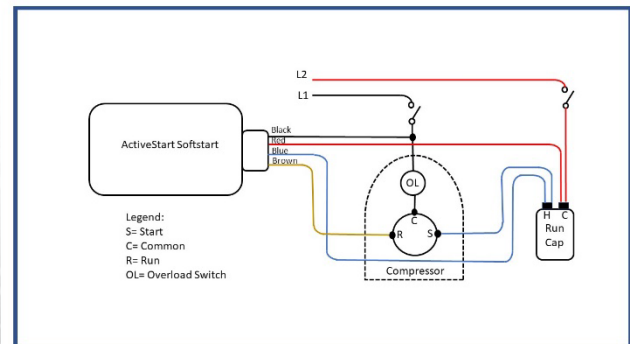 L2
L1
Black
Red
Blue
Brown
ActiveStart Softstart
OL
C
R
S
H C
Run
Cap
Compressor
Legend:
S= Start
C= Common
R= Run
OL= Overload Switch